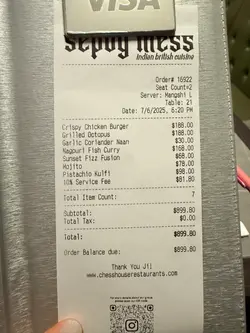 VISA
sepoy mess
Indian british cuisine
Order# 16922
Seat Count=2
Server: Mangshi L
Table: 21
Date: 7/6/2025, 6:20 PM
Crispy Chicken Burger $188.00
Grilled Octopus $188.00
Garlic Coriander Naan $30.00
Nagpuri Fish Curry $168.00
Sunset Fizz Fusion $68.00
Mojito $78.00
Pistachio Kulfi $98.00
10% Service Fee $81.80
Total Item Count: 7
Subtotal: $899.80
Total Tax: $0.00
Total: $899.80
Order Balance due: $899.80
Thank You Ji]
www.chesshouserestaurants.com